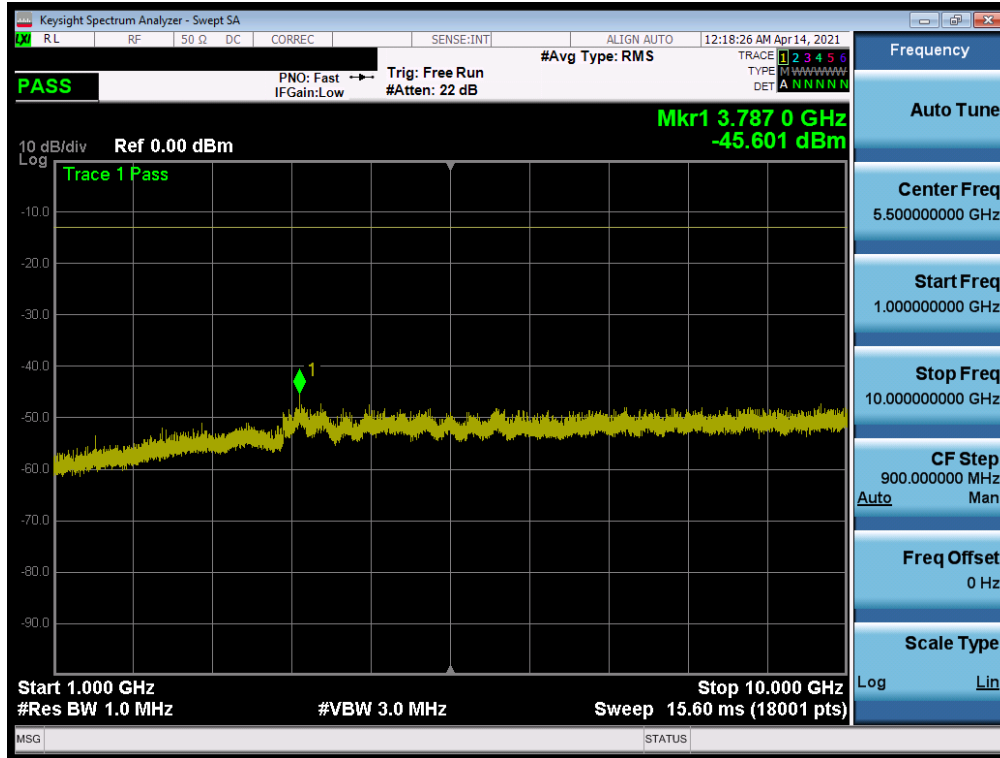 Keysight Spectrum Analyzer - Swept SA
LXI RL RF 50 Ω DC CORREC SENSE:INT ALIGN AUTO 12:18:26 AM Apr 14, 2021
#Avg Type: RMS
TRACE 1 2 3 4 5 6
TYPE M WWWWW
DET A N N N N N
PASS
PNO: Fast
IFGain:Low
Trig: Free Run
#Atten: 22 dB
Mkr1 3.787 0 GHz
-45.601 dBm
10 dB/div
Log
Ref 0.00 dBm
Trace 1 Pass
-10.0
-20.0
-30.0
-40.0
-50.0
-60.0
-70.0
-80.0
-90.0
1
Start 1.000 GHz
Stop 10.000 GHz
#Res BW 1.0 MHz
#VBW 3.0 MHz
Sweep 15.60 ms (18001 pts)
MSG
STATUS
Frequency
Auto Tune
Center Freq
5.500000000 GHz
Start Freq
1.000000000 GHz
Stop Freq
10.000000000 GHz
CF Step
900.000000 MHz
Auto Man
Freq Offset
0 Hz
Scale Type
Log Lin